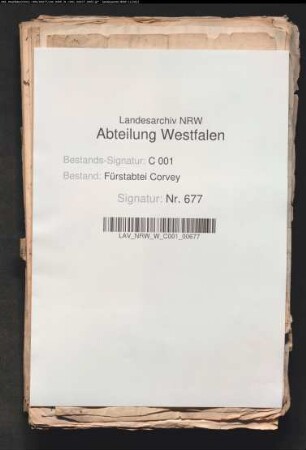 Landesarchiv NRW
Abteilung Westfalen
Bestands-Signatur: C 001
Bestand: Fürstabtei Corvey
Signatur: Nr. 677
LAV_NRW_W_C001_00677